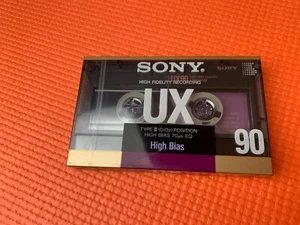 SONY
HIGH FIDELITY RECORDING
UX
TYPE II (CrO2) POSITION
HIGH BIAS 70μs EQ
High Bias
90